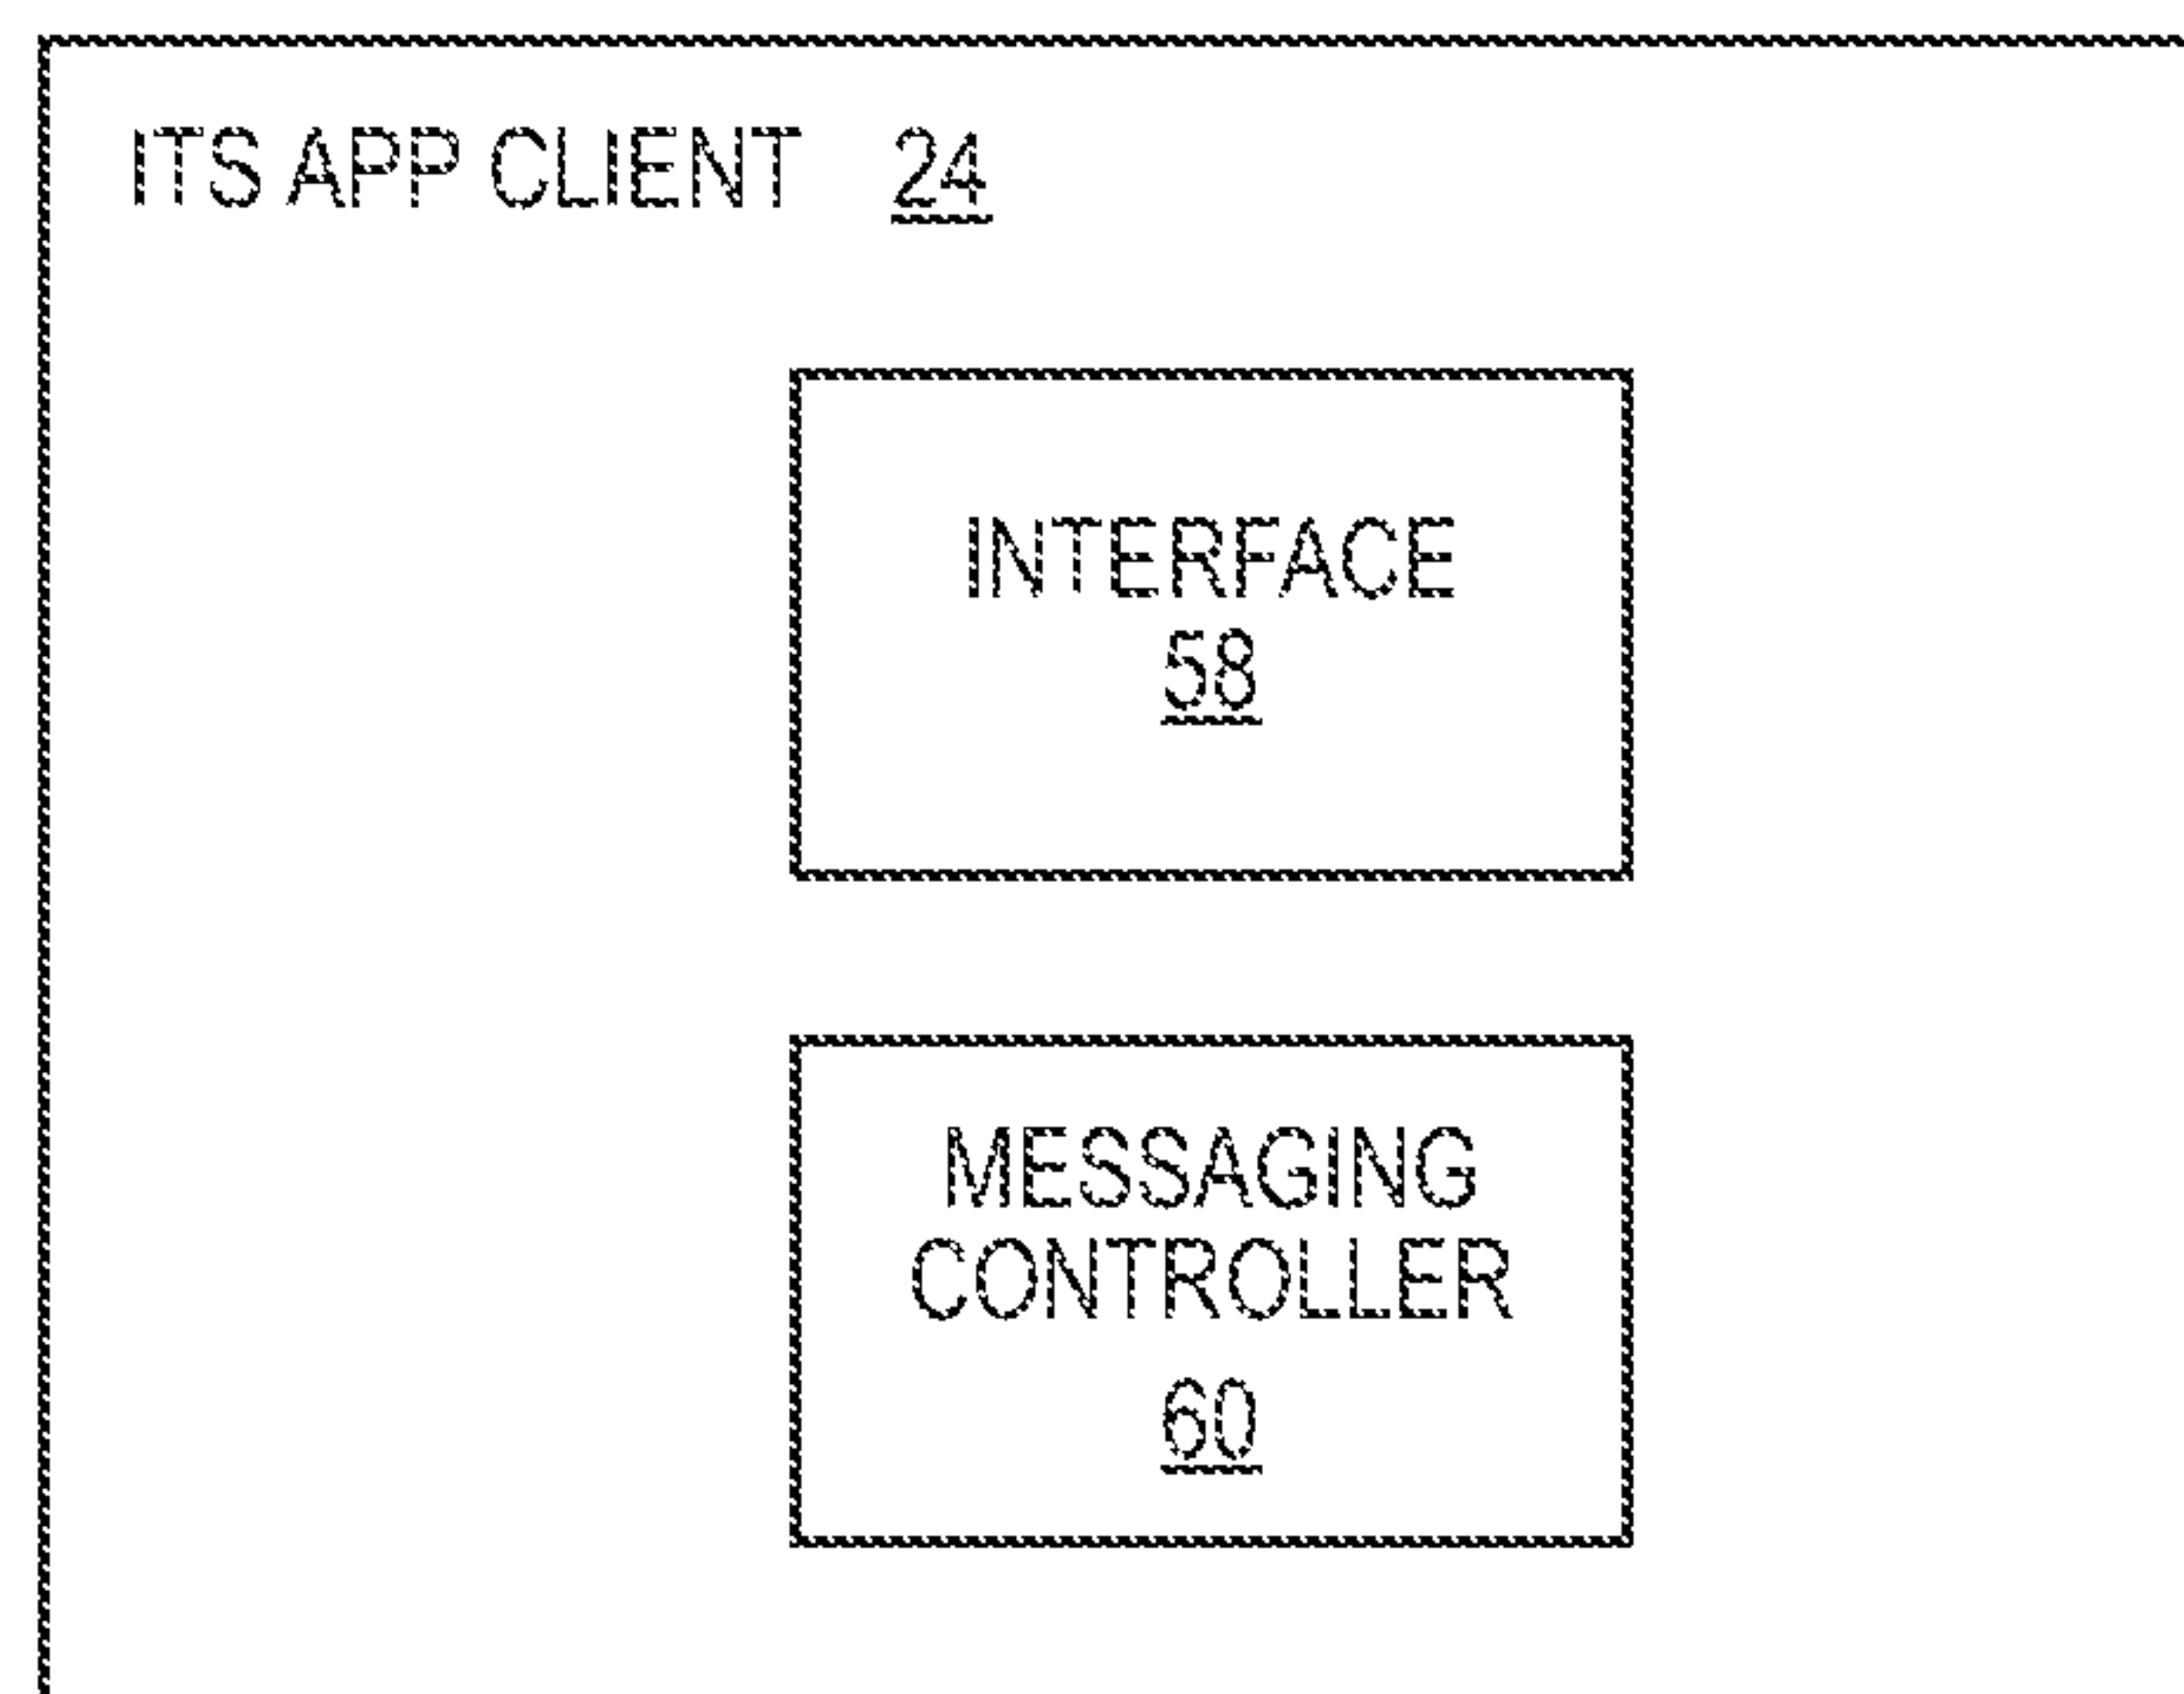 ITS APP CLIENT 24
INTERFACE
58
MESSAGING
CONTROLLER
60